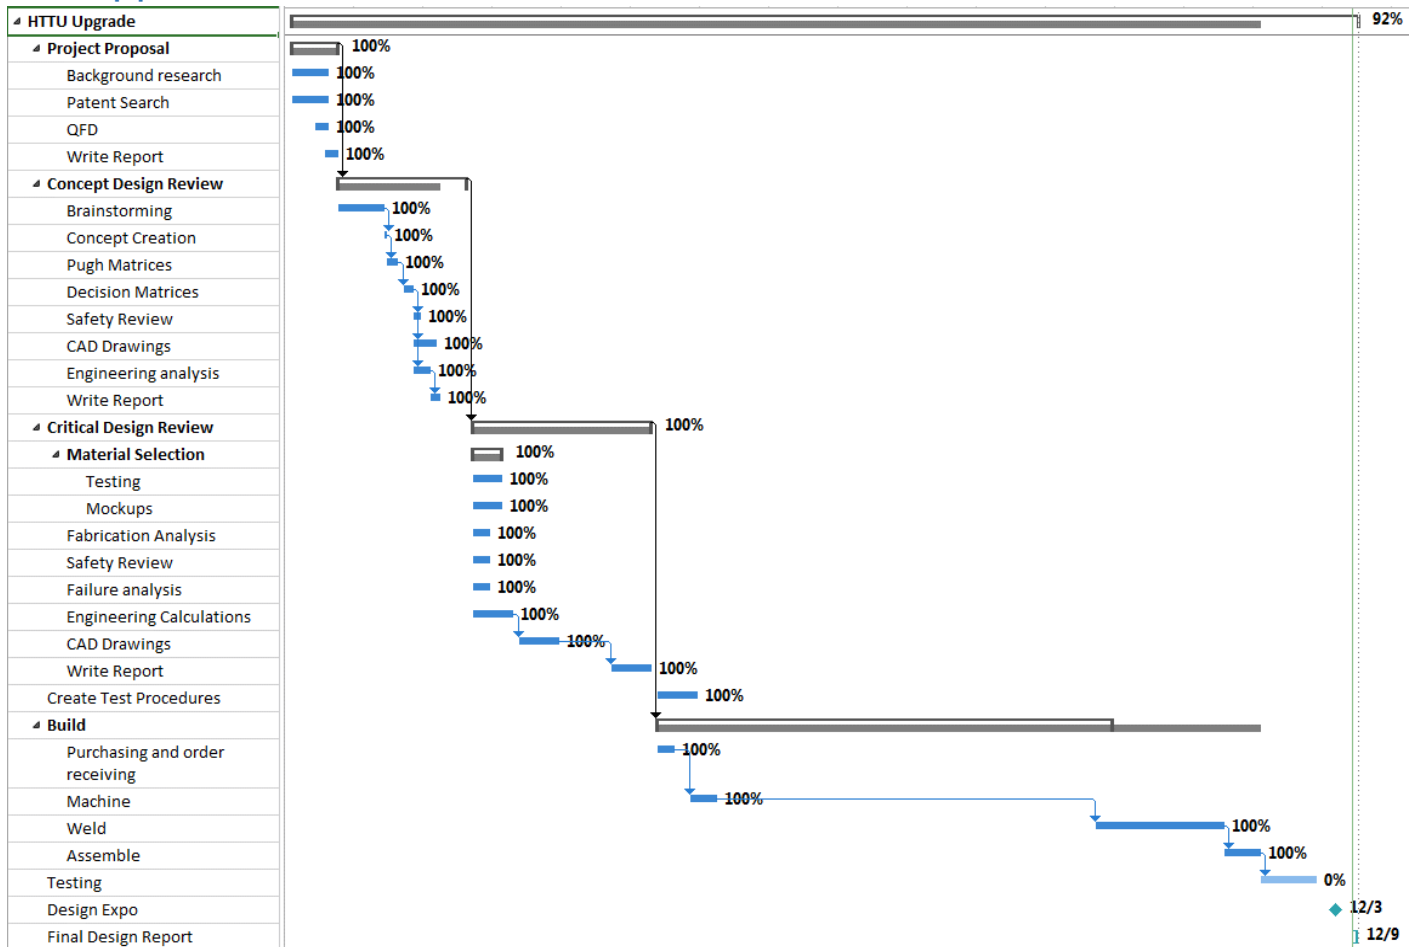 HTTU Upgrade 92%
Project Proposal 100%
Background research 100%
Patent Search 100%
QFD 100%
Write Report 100%
Concept Design Review
Brainstorming 100%
Concept Creation 100%
Pugh Matrices 100%
Decision Matrices 100%
Safety Review 100%
CAD Drawings 100%
Engineering analysis 100%
Write Report 100%
Critical Design Review 100%
Material Selection 100%
Testing 100%
Mockups 100%
Fabrication Analysis 100%
Safety Review 100%
Failure analysis 100%
Engineering Calculations 100%
CAD Drawings 100%
Write Report 100%
Create Test Procedures 100%
Build
Purchasing and order 100%
receiving
Machine 100%
Weld 100%
Assemble 100%
Testing 0%
Design Expo 12/3
Final Design Report 12/9